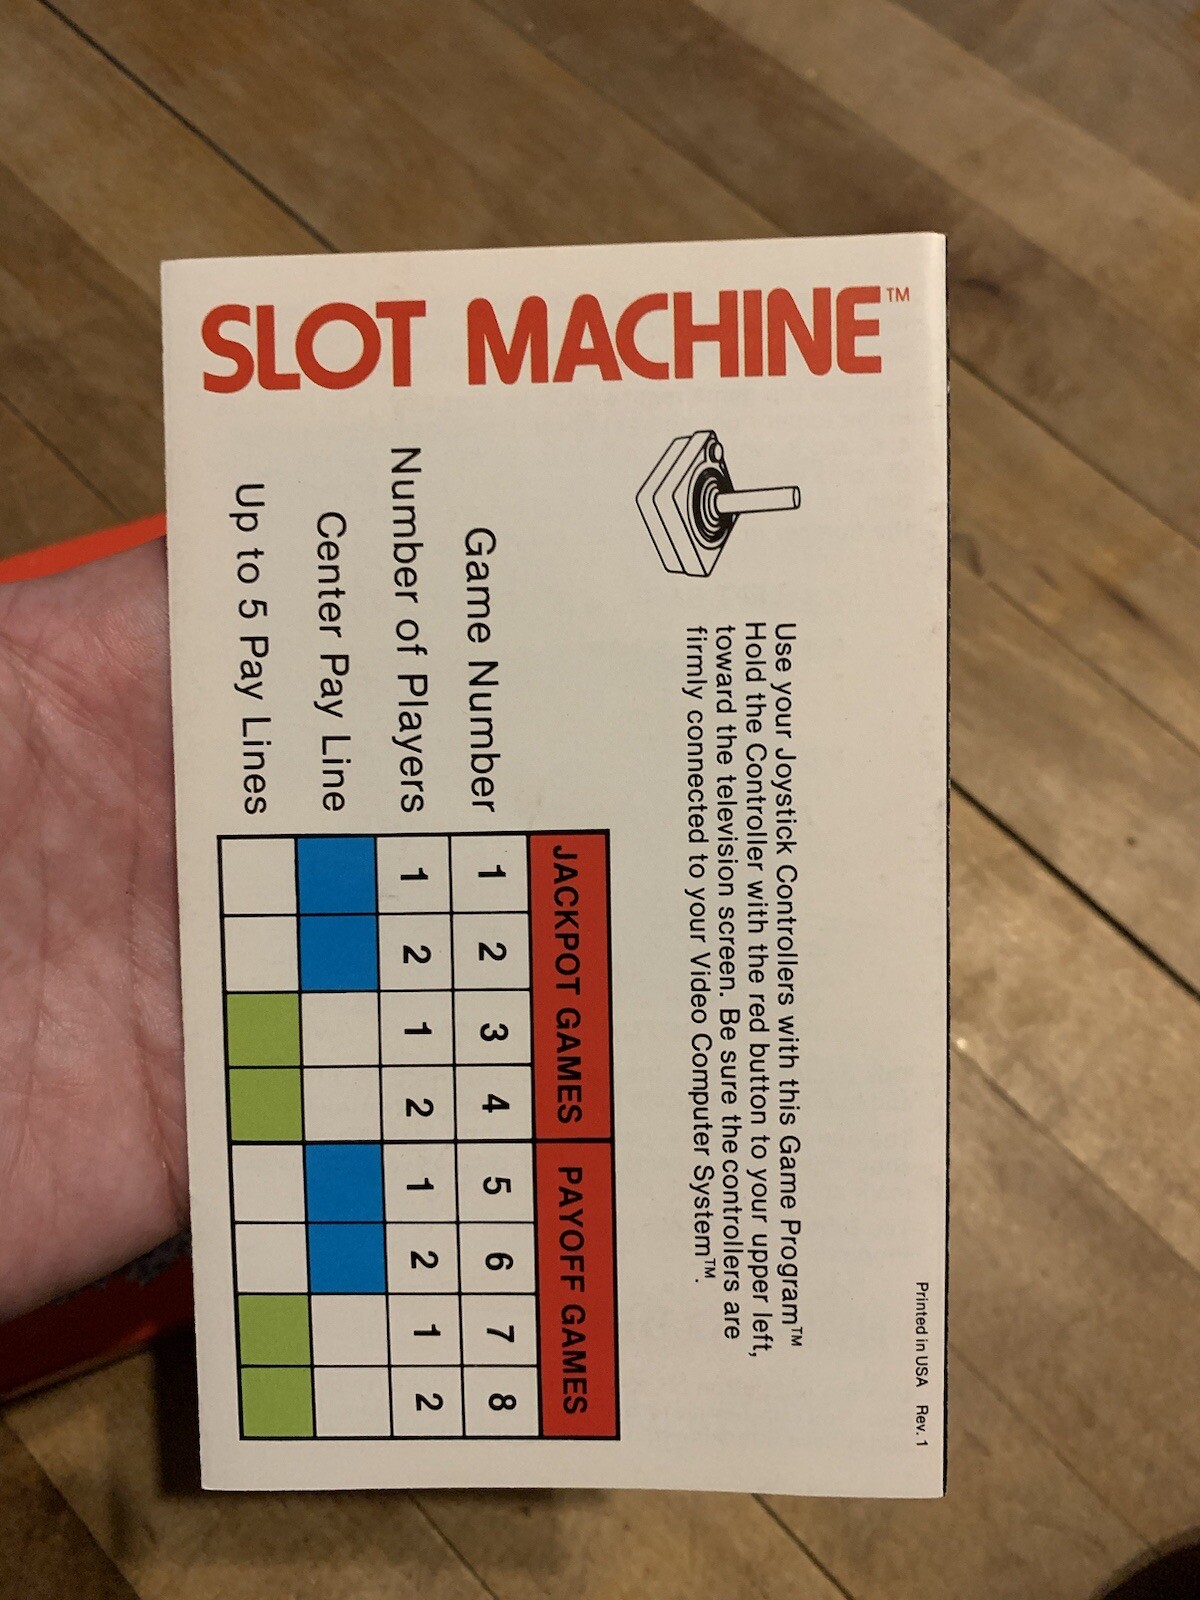 SLOT MACHINE™
Use your Joystick Controllers with this Game Program™
Hold the Controller with the red button to your upper left,
toward the television screen. Be sure the controllers are
firmly connected to your Video Computer System™.
JACKPOT GAMES PAYOFF GAMES
Game Number 1 2 3 4 5 6 7 8
Number of Players 1 2 1 2 1 2 1 2
Center Pay Line
Up to 5 Pay Lines
Printed in USA Rev. 1